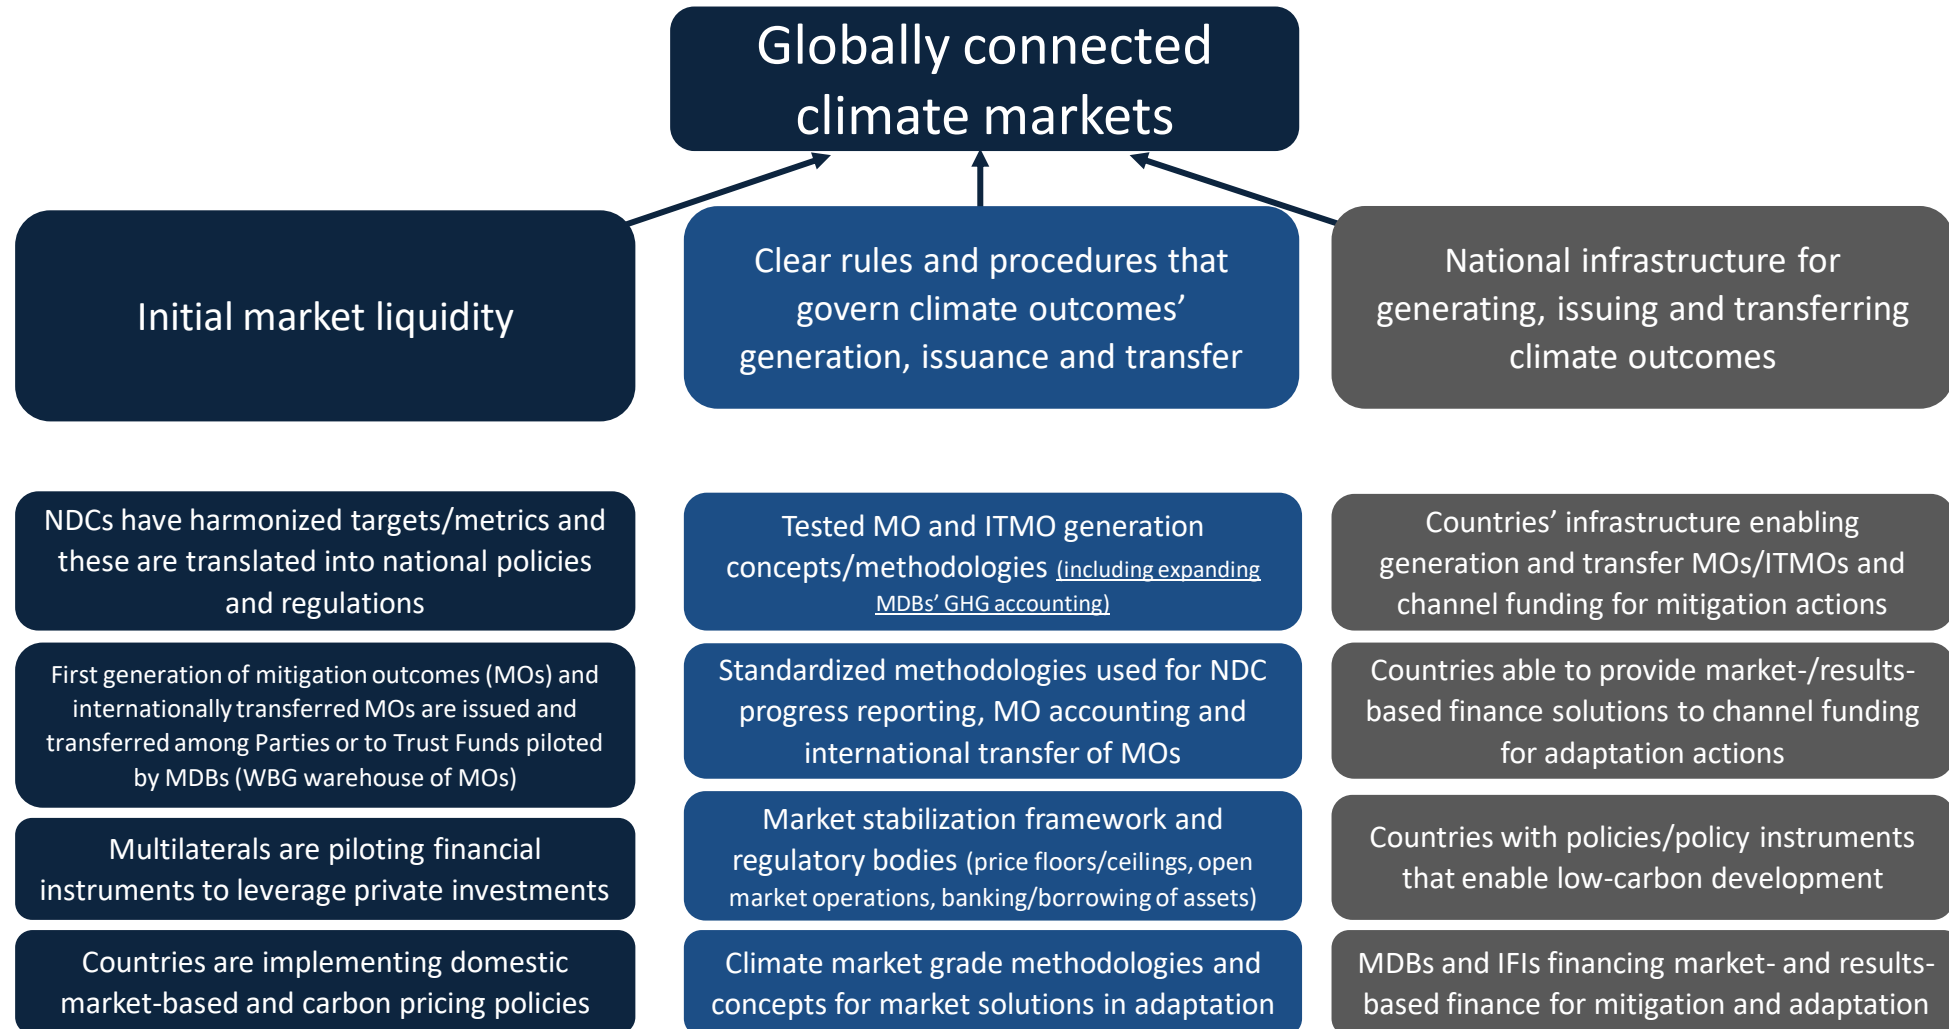 Globally connected
climate markets
Initial market liquidity
Clear rules and procedures that
govern climate outcomes’
generation, issuance and transfer
National infrastructure for
generating, issuing and transferring
climate outcomes
NDCs have harmonized targets/metrics and
these are translated into national policies
and regulations
First generation of mitigation outcomes (MOs) and
internationally transferred MOs are issued and
transferred among Parties or to Trust Funds piloted
by MDBs (WBG warehouse of MOs)
Multilaterals are piloting financial
instruments to leverage private investments
Countries are implementing domestic
market-based and carbon pricing policies
Tested MO and ITMO generation
concepts/methodologies (including expanding
MDBs’ GHG accounting)
Standardized methodologies used for NDC
progress reporting, MO accounting and
international transfer of MOs
Market stabilization framework and
regulatory bodies (price floors/ceilings, open
market operations, banking/borrowing of assets)
Climate market grade methodologies and
concepts for market solutions in adaptation
Countries’ infrastructure enabling
generation and transfer MOs/ITMOs and
channel funding for mitigation actions
Countries able to provide market-/results-
based finance solutions to channel funding
for adaptation actions
Countries with policies/policy instruments
that enable low-carbon development
MDBs and IFIs financing market- and results-
based finance for mitigation and adaptation